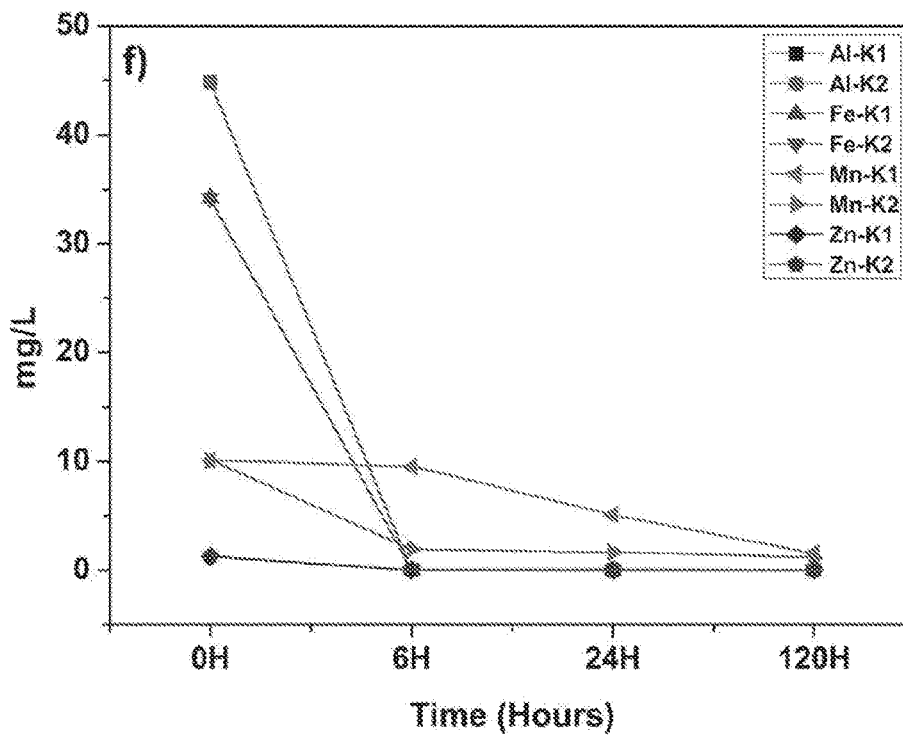 f)
50
40
30
20
10
0
mg/L
Al-K1
Al-K2
Fe-K1
Fe-K2
Mn-K1
Mn-K2
Zn-K1
Zn-K2
0H
6H
24H
120H
Time (Hours)